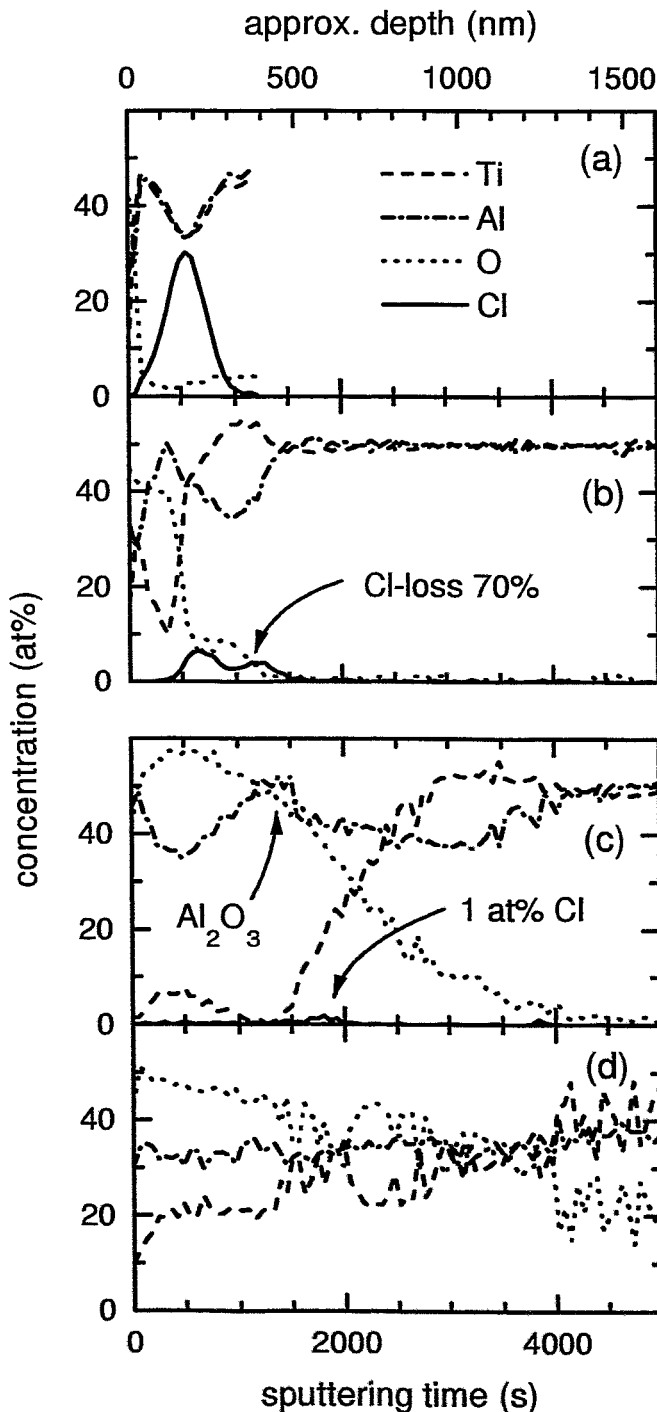 approx. depth (nm)
0 500 1000 1500
(a)
Ti
Al
O
Cl
40
20
0
(b)
40
20
0
Cl-loss 70%
concentration (at%)
(c)
40
20
0
Al₂O₃
1 at% Cl
(d)
40
20
0
0 2000 4000
sputtering time (s)